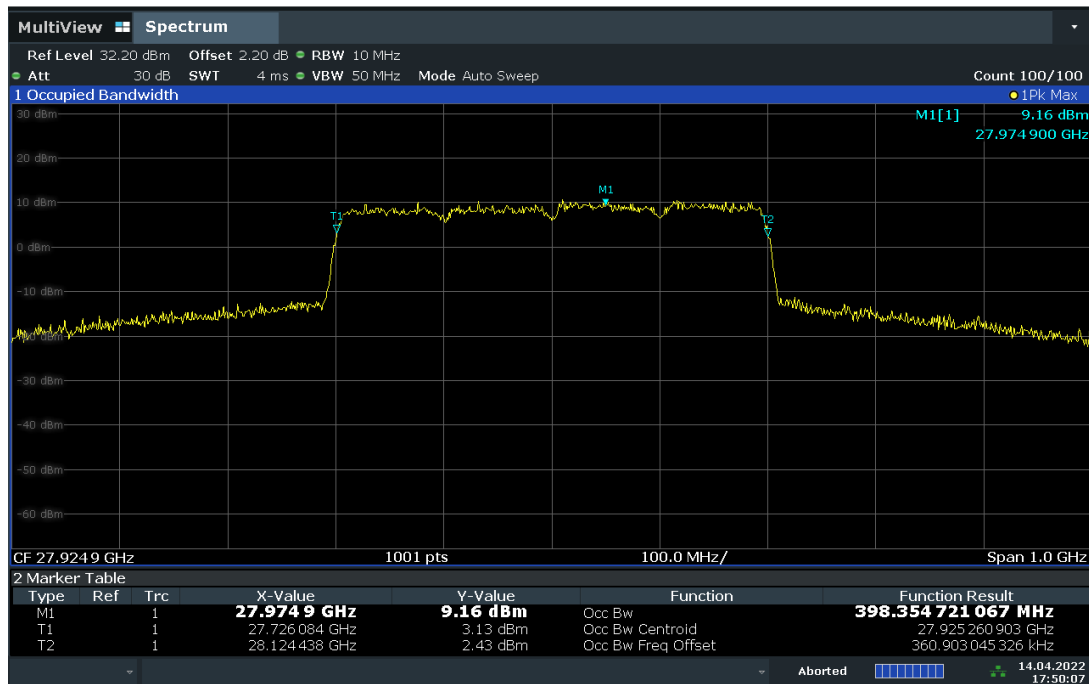 MultiView Spectrum
Ref Level 32.20 dBm Offset 2.20 dB RBW 10 MHz
Att 30 dB SWT 4 ms VBW 50 MHz Mode Auto Sweep Count 100/100
1 Occupied Bandwidth 1Pk Max
30 dBm M1[1] 9.16 dBm
27.974 900 GHz
20 dBm
M1
10 dBm
T1 T2
0 dBm
-10 dBm
-20 dBm
-30 dBm
-40 dBm
-50 dBm
-60 dBm
CF 27.9249 GHz 1001 pts 100.0 MHz/ Span 1.0 GHz
2 Marker Table
Type Ref Trc X-Value Y-Value Function Function Result
M1 1 27.974 9 GHz 9.16 dBm Occ Bw 398.354 721 067 MHz
T1 1 27.726 084 GHz 3.13 dBm Occ Bw Centroid 27.925 260 903 GHz
T2 1 28.124 438 GHz 2.43 dBm Occ Bw Freq Offset 360.903 045 326 kHz
Aborted 14.04.2022
17:50:07